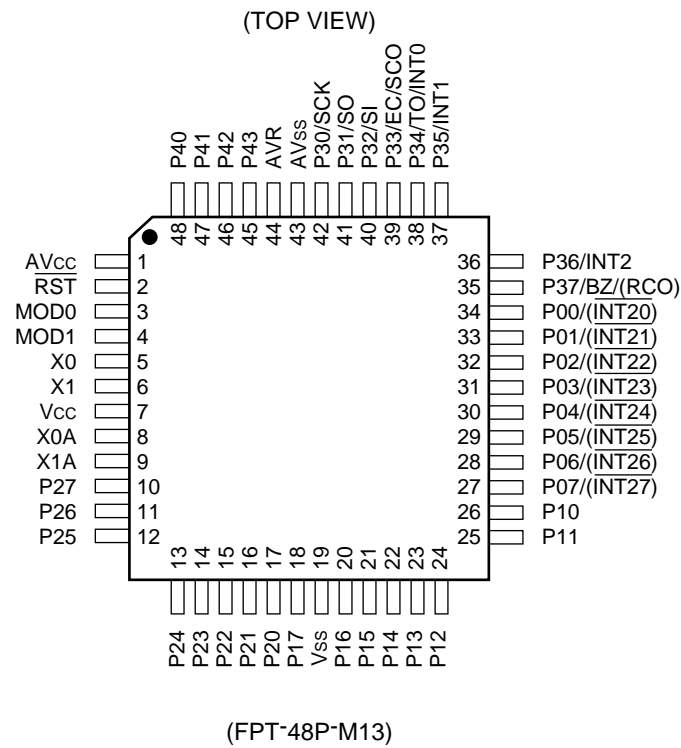 (TOP VIEW)
P40
P41
P42
P43
AVR
AVss
P30/SCK
P31/SO
P32/SI
P33/EC/SCO
P34/TO/INT0
P35/INT1
48
47
46
45
44
43
42
41
40
39
38
37
AVcc 1
RST 2
MOD0 3
MOD1 4
X0 5
X1 6
Vcc 7
X0A 8
X1A 9
P27 10
P26 11
P25 12
36 P36/INT2
35 P37/BZ/(RCO)
34 P00/(INT20)
33 P01/(INT21)
32 P02/(INT22)
31 P03/(INT23)
30 P04/(INT24)
29 P05/(INT25)
28 P06/(INT26)
27 P07/(INT27)
26 P10
25 P11
13
14
15
16
17
18
19
20
21
22
23
24
P24
P23
P22
P21
P20
P17
Vss
P16
P15
P14
P13
P12
(FPT-48P-M13)